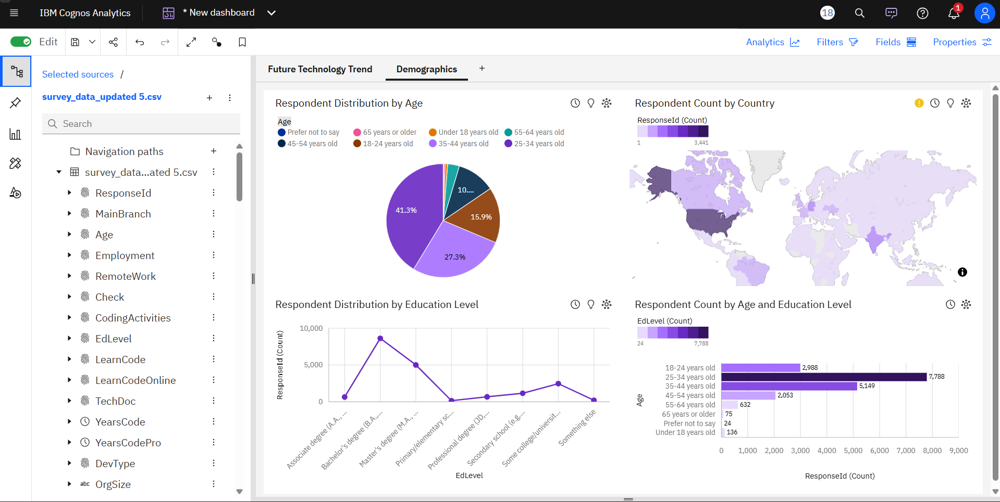 IBM Cognos Analytics
* New dashboard
18
1
Edit
Analytics
Filters
Fields
Properties
Selected sources /
survey_data_updated 5.csv
Search
Navigation paths
survey_data...ated 5.csv
ResponseId
MainBranch
Age
Employment
RemoteWork
Check
CodingActivities
EdLevel
LearnCode
LearnCodeOnline
TechDoc
YearsCode
YearsCodePro
DevType
abc OrgSize
Future Technology Trend
Demographics
Respondent Distribution by Age
Age
Prefer not to say
65 years or older
Under 18 years old
55-64 years old
45-54 years old
18-24 years old
35-44 years old
25-34 years old
10....
41.3%
15.9%
27.3%
Respondent Count by Country
ResponseId (Count)
1
3,441
Respondent Distribution by Education Level
ResponseId (Count)
10,000
5,000
0
Associate degree (A.A., ...
Bachelor's degree (B.A.,...
Master's degree (M.A., ...
Primary/elementary sc...
Professional degree (JD,...
Secondary school (e.g....
Some college/universit...
Something else
EdLevel
Respondent Count by Age and Education Level
EdLevel (Count)
24
7,788
Age
18-24 years old 2,988
25-34 years old 7,788
35-44 years old 5,149
45-54 years old 2,053
55-64 years old 632
65 years or older 75
Prefer not to say 24
Under 18 years old 136
0 1,000 2,000 3,000 4,000 5,000 6,000 7,000 8,000 9,000
ResponseId (Count)